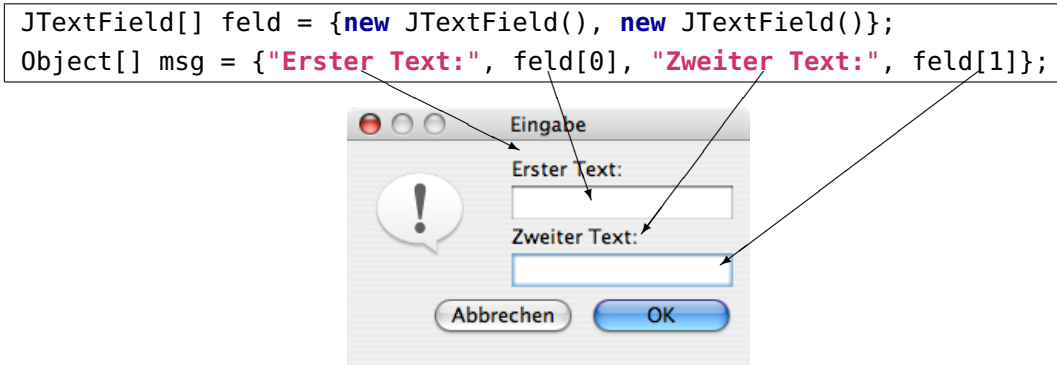 JTextField[] feld = {new JTextField(), new JTextField()};
Object[] msg = {"Erster Text:", feld[0], "Zweiter Text:", feld[1]};
Eingabe
Erster Text:
Zweiter Text:
Abbrechen OK